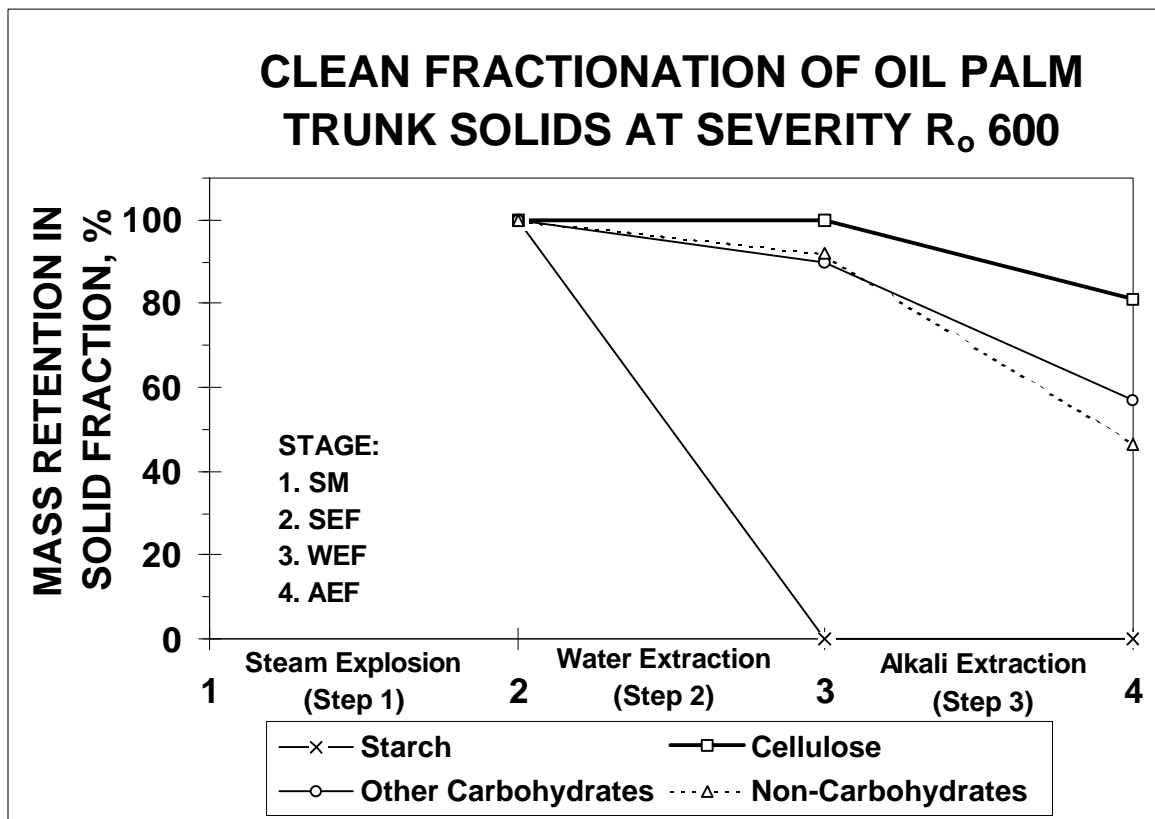 CLEAN FRACTIONATION OF OIL PALM
TRUNK SOLIDS AT SEVERITY Ro 600
MASS RETENTION IN
SOLID FRACTION, %
100
80
60
40
20
0
STAGE:
1. SM
2. SEF
3. WEF
4. AEF
Steam Explosion
(Step 1)
Water Extraction
(Step 2)
Alkali Extraction
(Step 3)
1 2 3 4
Starch
Cellulose
Other Carbohydrates
Non-Carbohydrates